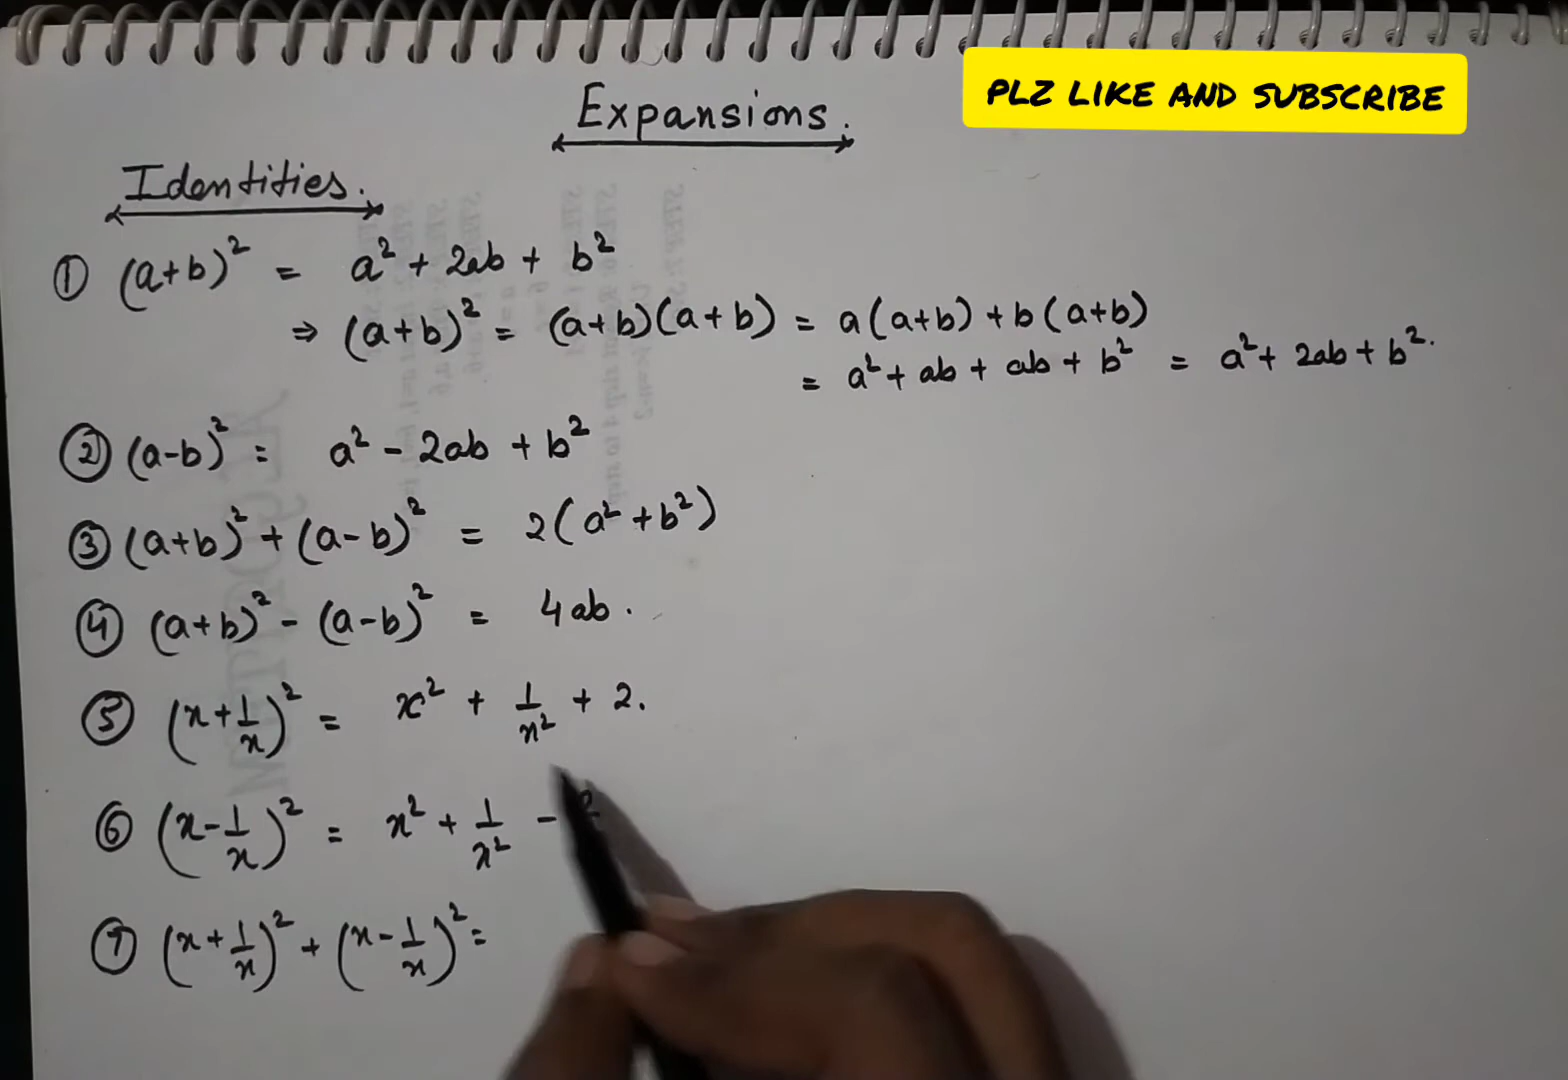 PLZ LIKE AND SUBSCRIBE
Expansions.
Identities.
① (a+b)² = a² + 2ab + b²
⇒ (a+b)² = (a+b)(a+b) = a(a+b) + b(a+b)
= a² + ab + ab + b² = a² + 2ab + b².
② (a-b)² = a² - 2ab + b²
③ (a+b)² + (a-b)² = 2(a² + b²)
④ (a+b)² - (a-b)² = 4ab.
⑤ (x+1/x)² = x² + 1/x² + 2.
⑥ (x-1/x)² = x² + 1/x² -
⑦ (x+1/x)² + (x-1/x)² =